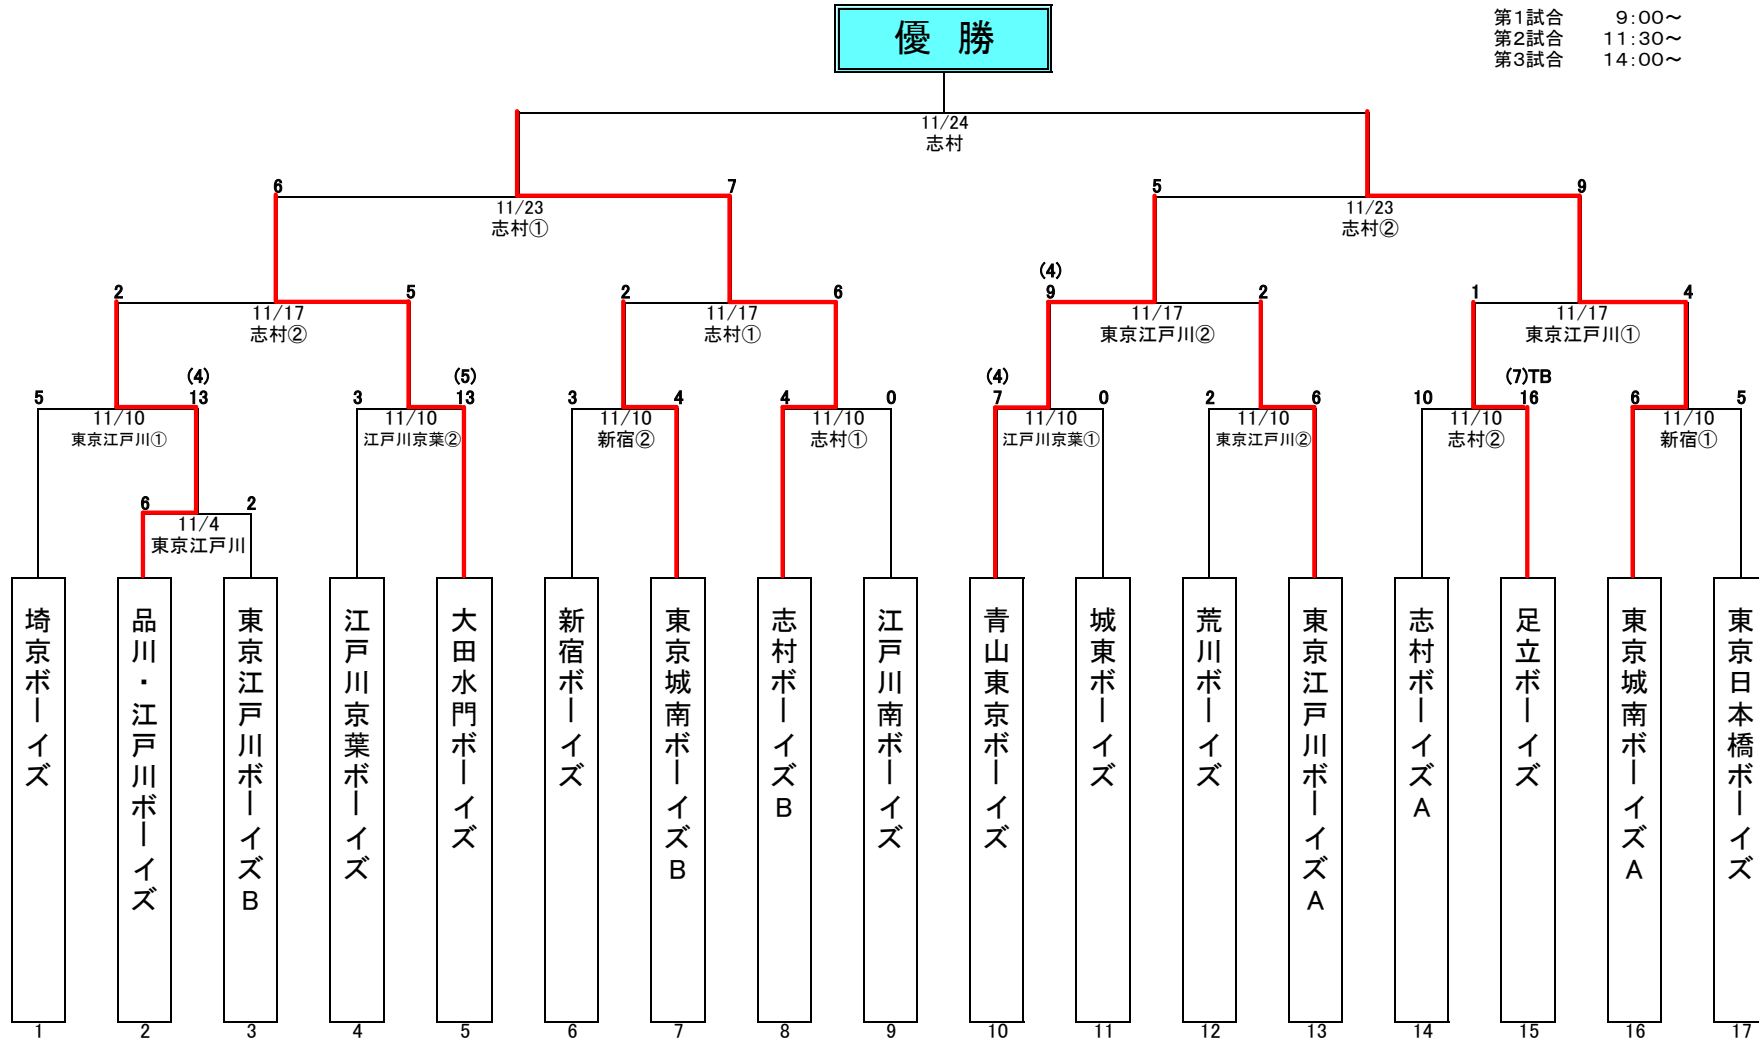 優 勝
第1試合 9:00～
第2試合 11:30～
第3試合 14:00～
11/24
志村
6 7
11/23
志村①
5 9
11/23
志村②
2 5
11/17
志村②
2 6
11/17
志村①
(4)
9 2
11/17
東京江戸川②
1 4
11/17
東京江戸川①
(4)
5 13
11/10
東京江戸川①
(5)
3 13
11/10
江戸川京葉②
3 4
11/10
新宿②
4 0
11/10
志村①
(4)
7 0
11/10
江戸川京葉①
2 6
11/10
東京江戸川②
(7)TB
10 16
11/10
志村②
6 5
11/10
新宿①
6 2
11/4
東京江戸川
埼京ボーイズ
品川・江戸川ボーイズ
東京江戸川ボーイズB
江戸川京葉ボーイズ
大田水門ボーイズ
新宿ボーイズ
東京城南ボーイズB
志村ボーイズB
江戸川南ボーイズ
青山東京ボーイズ
城東ボーイズ
荒川ボーイズ
東京江戸川ボーイズA
志村ボーイズA
足立ボーイズ
東京城南ボーイズA
東京日本橋ボーイズ
1 2 3 4 5 6 7 8 9 10 11 12 13 14 15 16 17